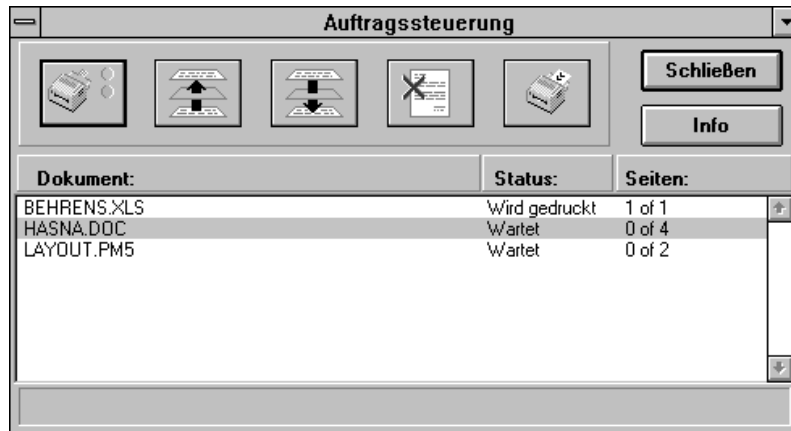 Auftragssteuerung
Schließen
Info
Dokument: Status: Seiten:
BEHRENS.XLS Wird gedruckt 1 of 1
HASNA.DOC Wartet 0 of 4
LAYOUT.PM5 Wartet 0 of 2